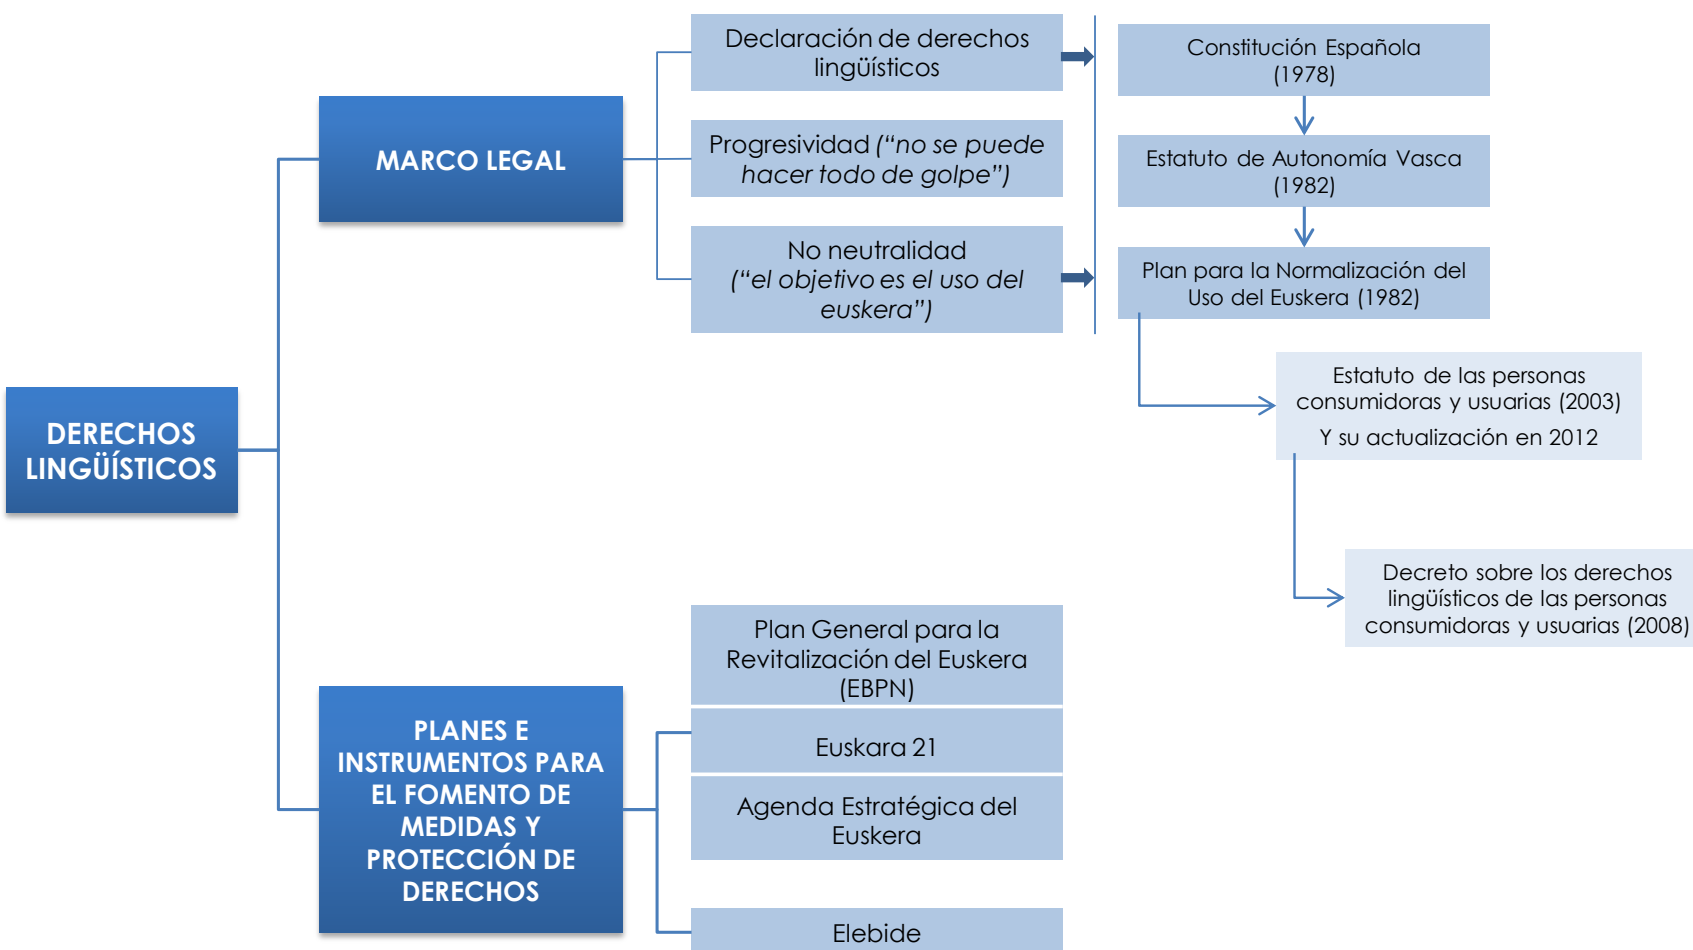 DERECHOS
LINGÜÍSTICOS
MARCO LEGAL
Declaración de derechos
lingüísticos
Progresividad (“no se puede
hacer todo de golpe”)
No neutralidad
(“el objetivo es el uso del
euskera”)
Constitución Española
(1978)
Estatuto de Autonomía Vasca
(1982)
Plan para la Normalización del
Uso del Euskera (1982)
Estatuto de las personas
consumidoras y usuarias (2003)
Y su actualización en 2012
Decreto sobre los derechos
lingüísticos de las personas
consumidoras y usuarias (2008)
PLANES E
INSTRUMENTOS PARA
EL FOMENTO DE
MEDIDAS Y
PROTECCIÓN DE
DERECHOS
Plan General para la
Revitalización del Euskera
(EBPN)
Euskara 21
Agenda Estratégica del
Euskera
Elebide